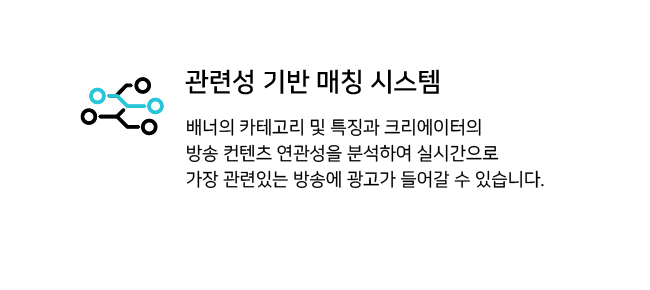 관련성 기반 매칭 시스템
배너의 카테고리 및 특징과 크리에이터의
방송 컨텐츠 연관성을 분석하여 실시간으로
가장 관련있는 방송에 광고가 들어갈 수 있습니다.